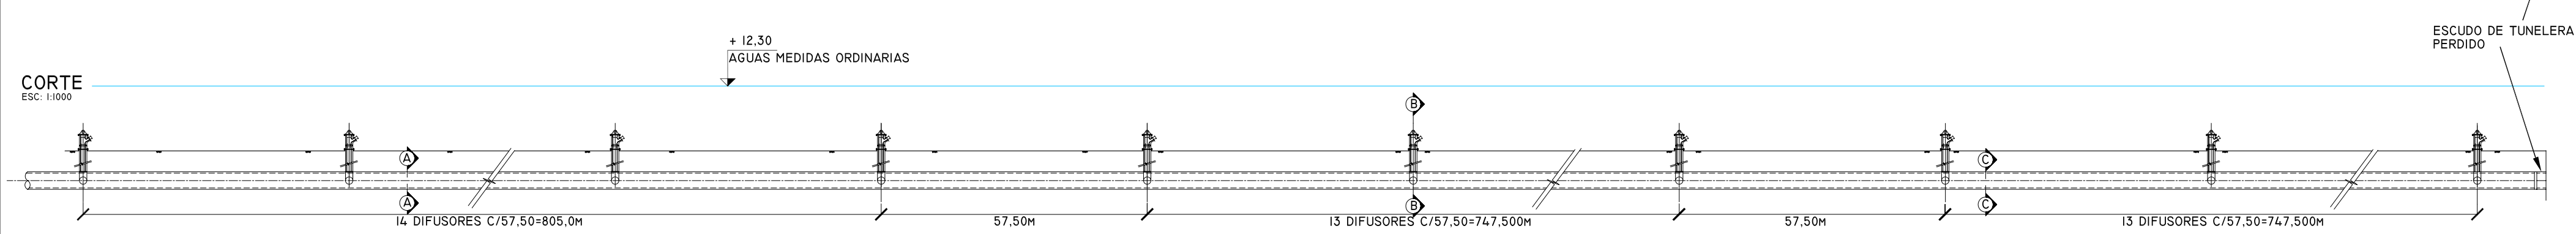 ESCUDO DE TUNELERA
PERDIDO
+ 12,30
AGUAS MEDIDAS ORDINARIAS
CORTE
ESC: 1:1000
B
A
C
A
B
C
14 DIFUSORES C/57,50=805,0M
57,50M
13 DIFUSORES C/57,50=747,500M
57,50M
13 DIFUSORES C/57,50=747,500M